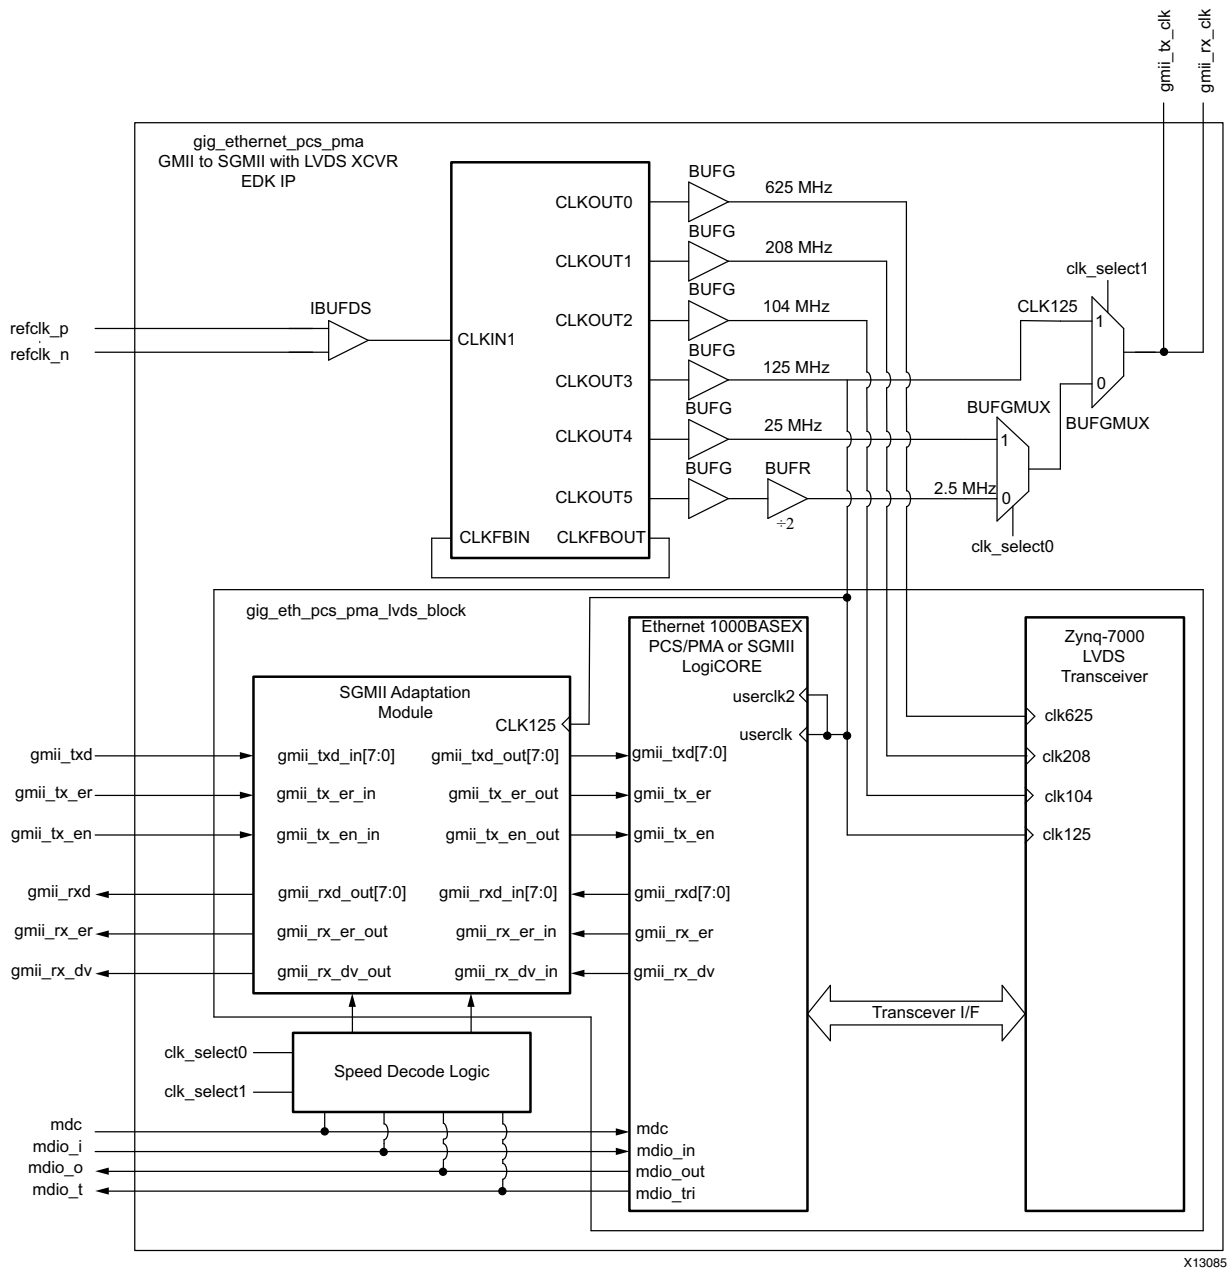 gmii_tx_clk
gmii_rx_clk
gig_ethernet_pcs_pma
GMII to SGMII with LVDS XCVR
EDK IP
CLKOUT0
BUFG
625 MHz
CLKOUT1
BUFG
208 MHz
clk_select1
CLKOUT2
BUFG
104 MHz
CLK125
1
0
BUFGMUX
refclk_p
refclk_n
IBUFDS
CLKIN1
CLKOUT3
BUFG
125 MHz
CLKOUT4
BUFG
25 MHz
BUFGMUX
1
0
CLKOUT5
BUFG
BUFR
÷2
2.5 MHz
clk_select0
CLKFBIN
CLKFBOUT
gig_eth_pcs_pma_lvds_block
Ethernet 1000BASEX
PCS/PMA or SGMII
LogiCORE
userclk2
userclk
Zynq-7000
LVDS
Transceiver
clk625
clk208
clk104
clk125
SGMII Adaptation
Module
CLK125
gmii_txd
gmii_txd_in[7:0]
gmii_txd_out[7:0]
gmii_txd[7:0]
gmii_tx_er
gmii_tx_er_in
gmii_tx_er_out
gmii_tx_er
gmii_tx_en
gmii_tx_en_in
gmii_tx_en_out
gmii_tx_en
gmii_rxd
gmii_rxd_out[7:0]
gmii_rxd_in[7:0]
gmii_rxd[7:0]
gmii_rx_er
gmii_rx_er_out
gmii_rx_er_in
gmii_rx_er
gmii_rx_dv
gmii_rx_dv_out
gmii_rx_dv_in
gmii_rx_dv
Transcever I/F
clk_select0
clk_select1
Speed Decode Logic
mdc
mdc
mdio_i
mdio_in
mdio_o
mdio_out
mdio_t
mdio_tri
X13085